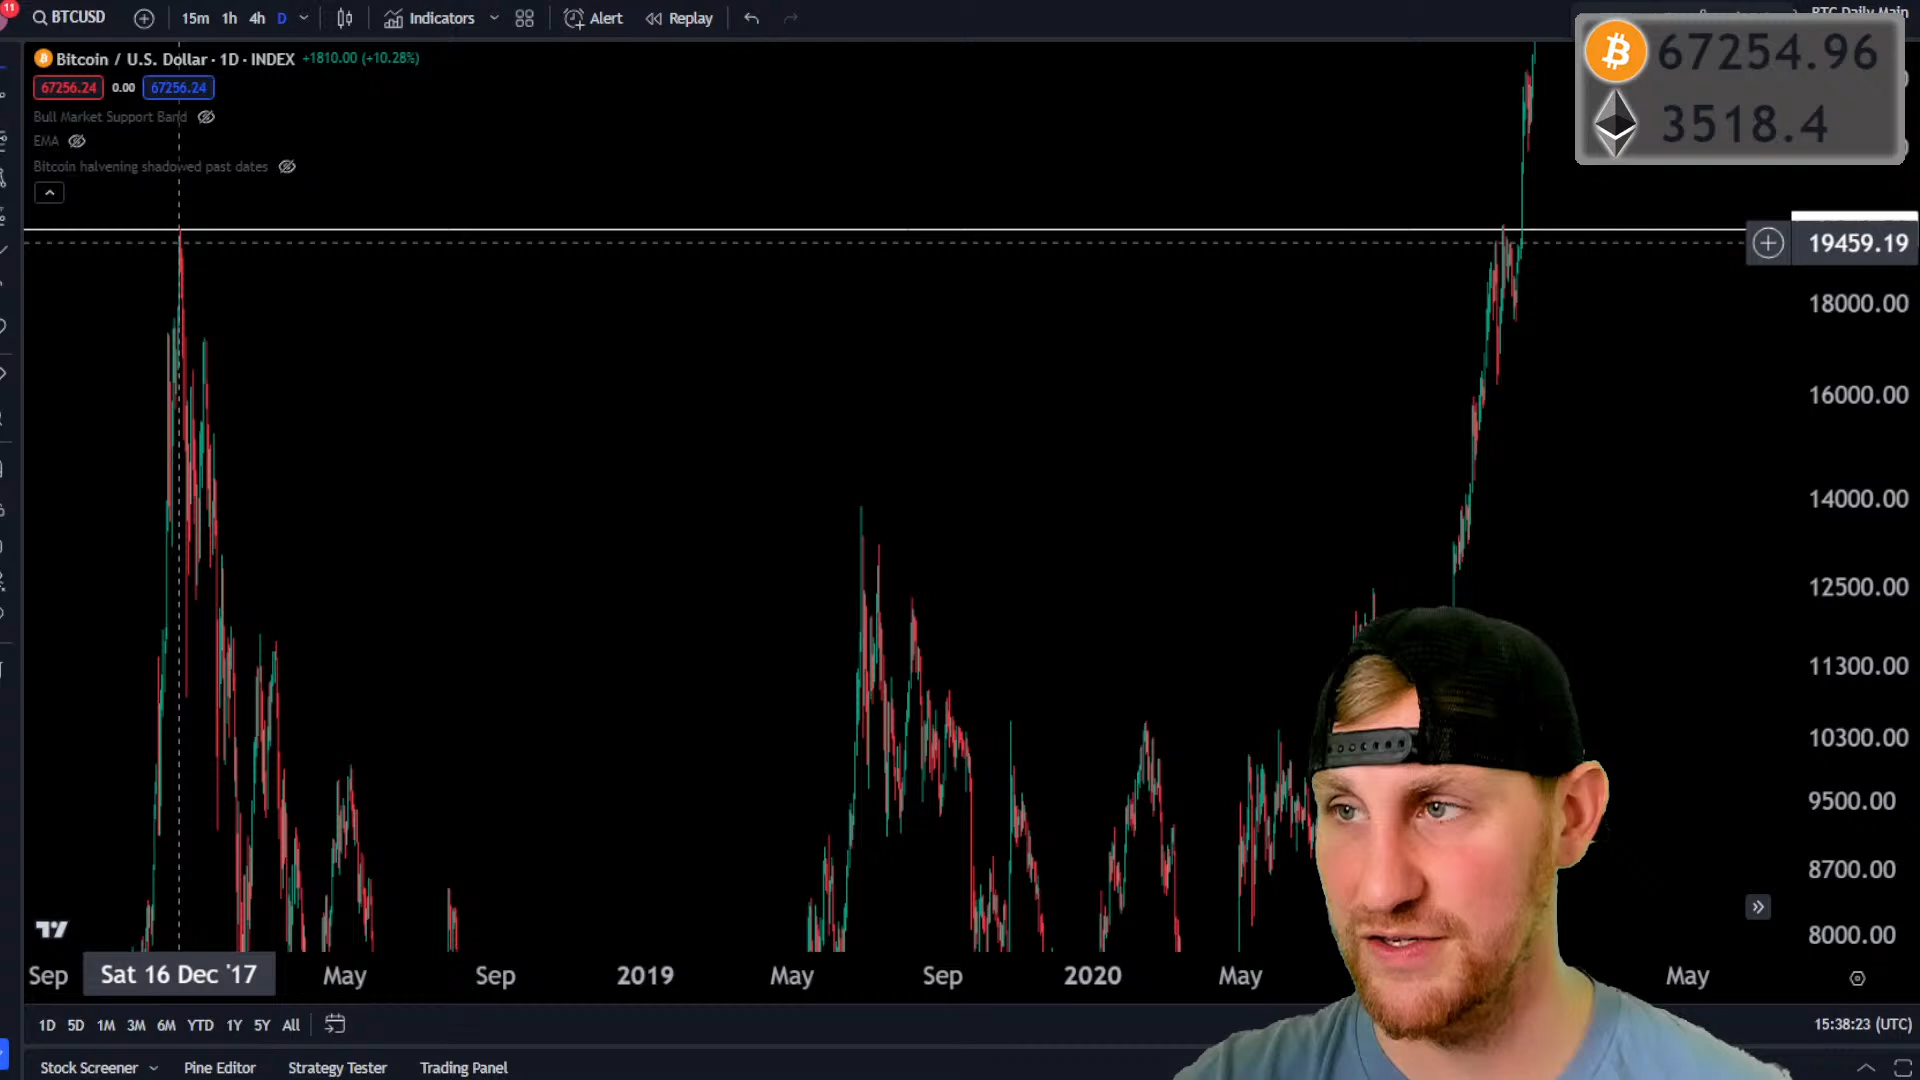 11
BTCUSD
15m 1h 4h D
Indicators
Alert
Replay
Bitcoin / U.S. Dollar · 1D · INDEX +1810.00 (+10.28%)
67256.24 0.00 67256.24
Bull Market Support Band
EMA
Bitcoin halvening shadowed past dates
67254.96
3518.4
19459.19
18000.00
16000.00
14000.00
12500.00
11300.00
10300.00
9500.00
8700.00
8000.00
Sep Sat 16 Dec '17 May Sep 2019 May Sep 2020 May May
1D 5D 1M 3M 6M YTD 1Y 5Y All
15:38:23 (UTC)
Stock Screener Pine Editor Strategy Tester Trading Panel